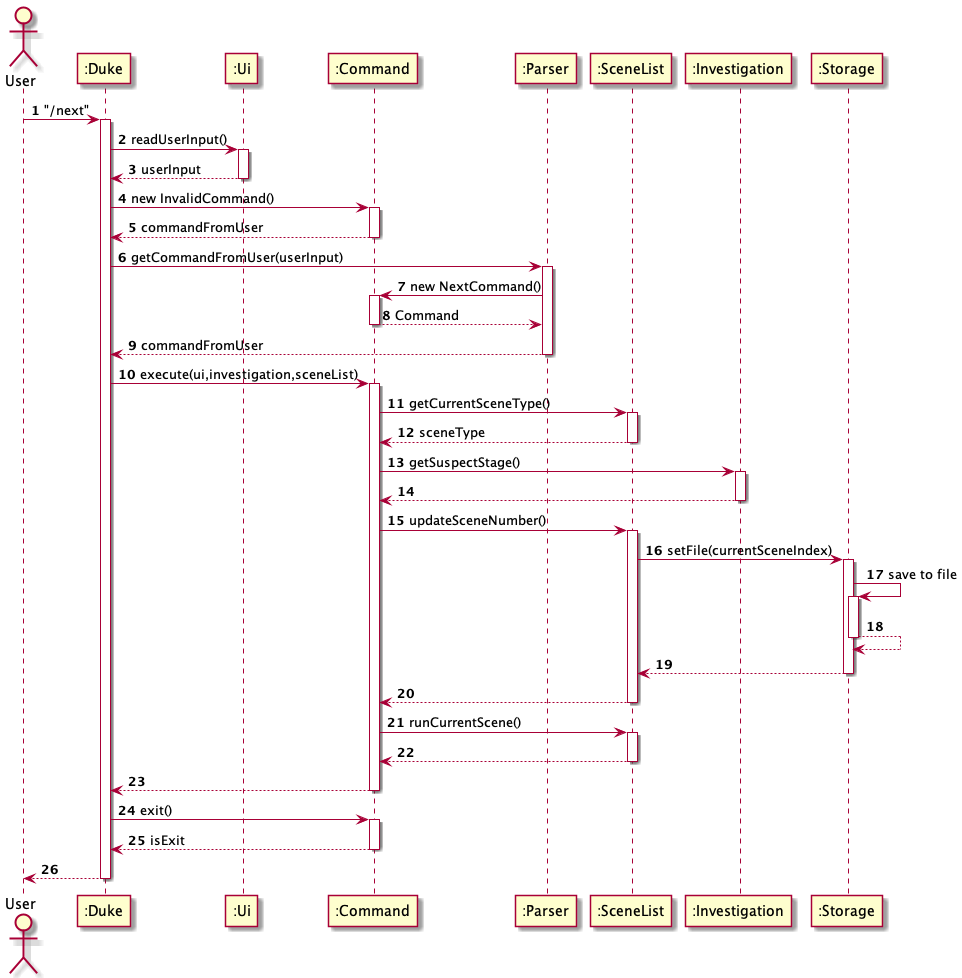 User
:Duke
:Ui
:Command
:Parser
:SceneList
:Investigation
:Storage
1 "/next"
2 readUserInput()
3 userInput
4 new InvalidCommand()
5 commandFromUser
6 getCommandFromUser(userInput)
7 new NextCommand()
8 Command
9 commandFromUser
10 execute(ui,investigation,sceneList)
11 getCurrentSceneType()
12 sceneType
13 getSuspectStage()
14
15 updateSceneNumber()
16 setFile(currentSceneIndex)
17 save to file
18
19
20
21 runCurrentScene()
22
23
24 exit()
25 isExit
26
User
:Duke
:Ui
:Command
:Parser
:SceneList
:Investigation
:Storage